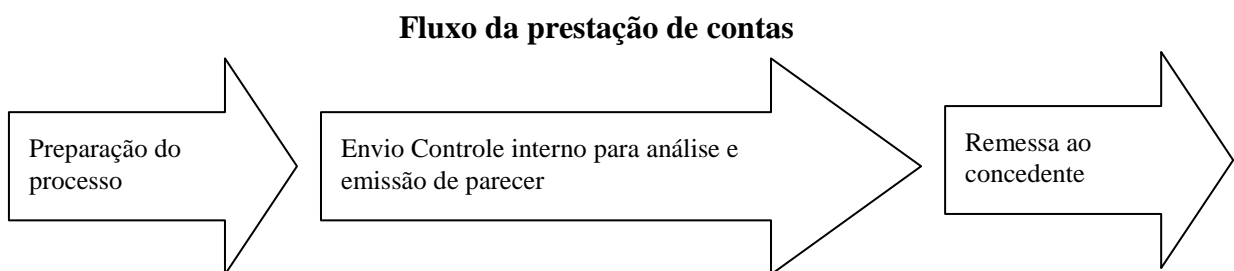 Fluxo da prestação de contas
Preparação do
processo
Envio Controle interno para análise e
emissão de parecer
Remessa ao
concedente